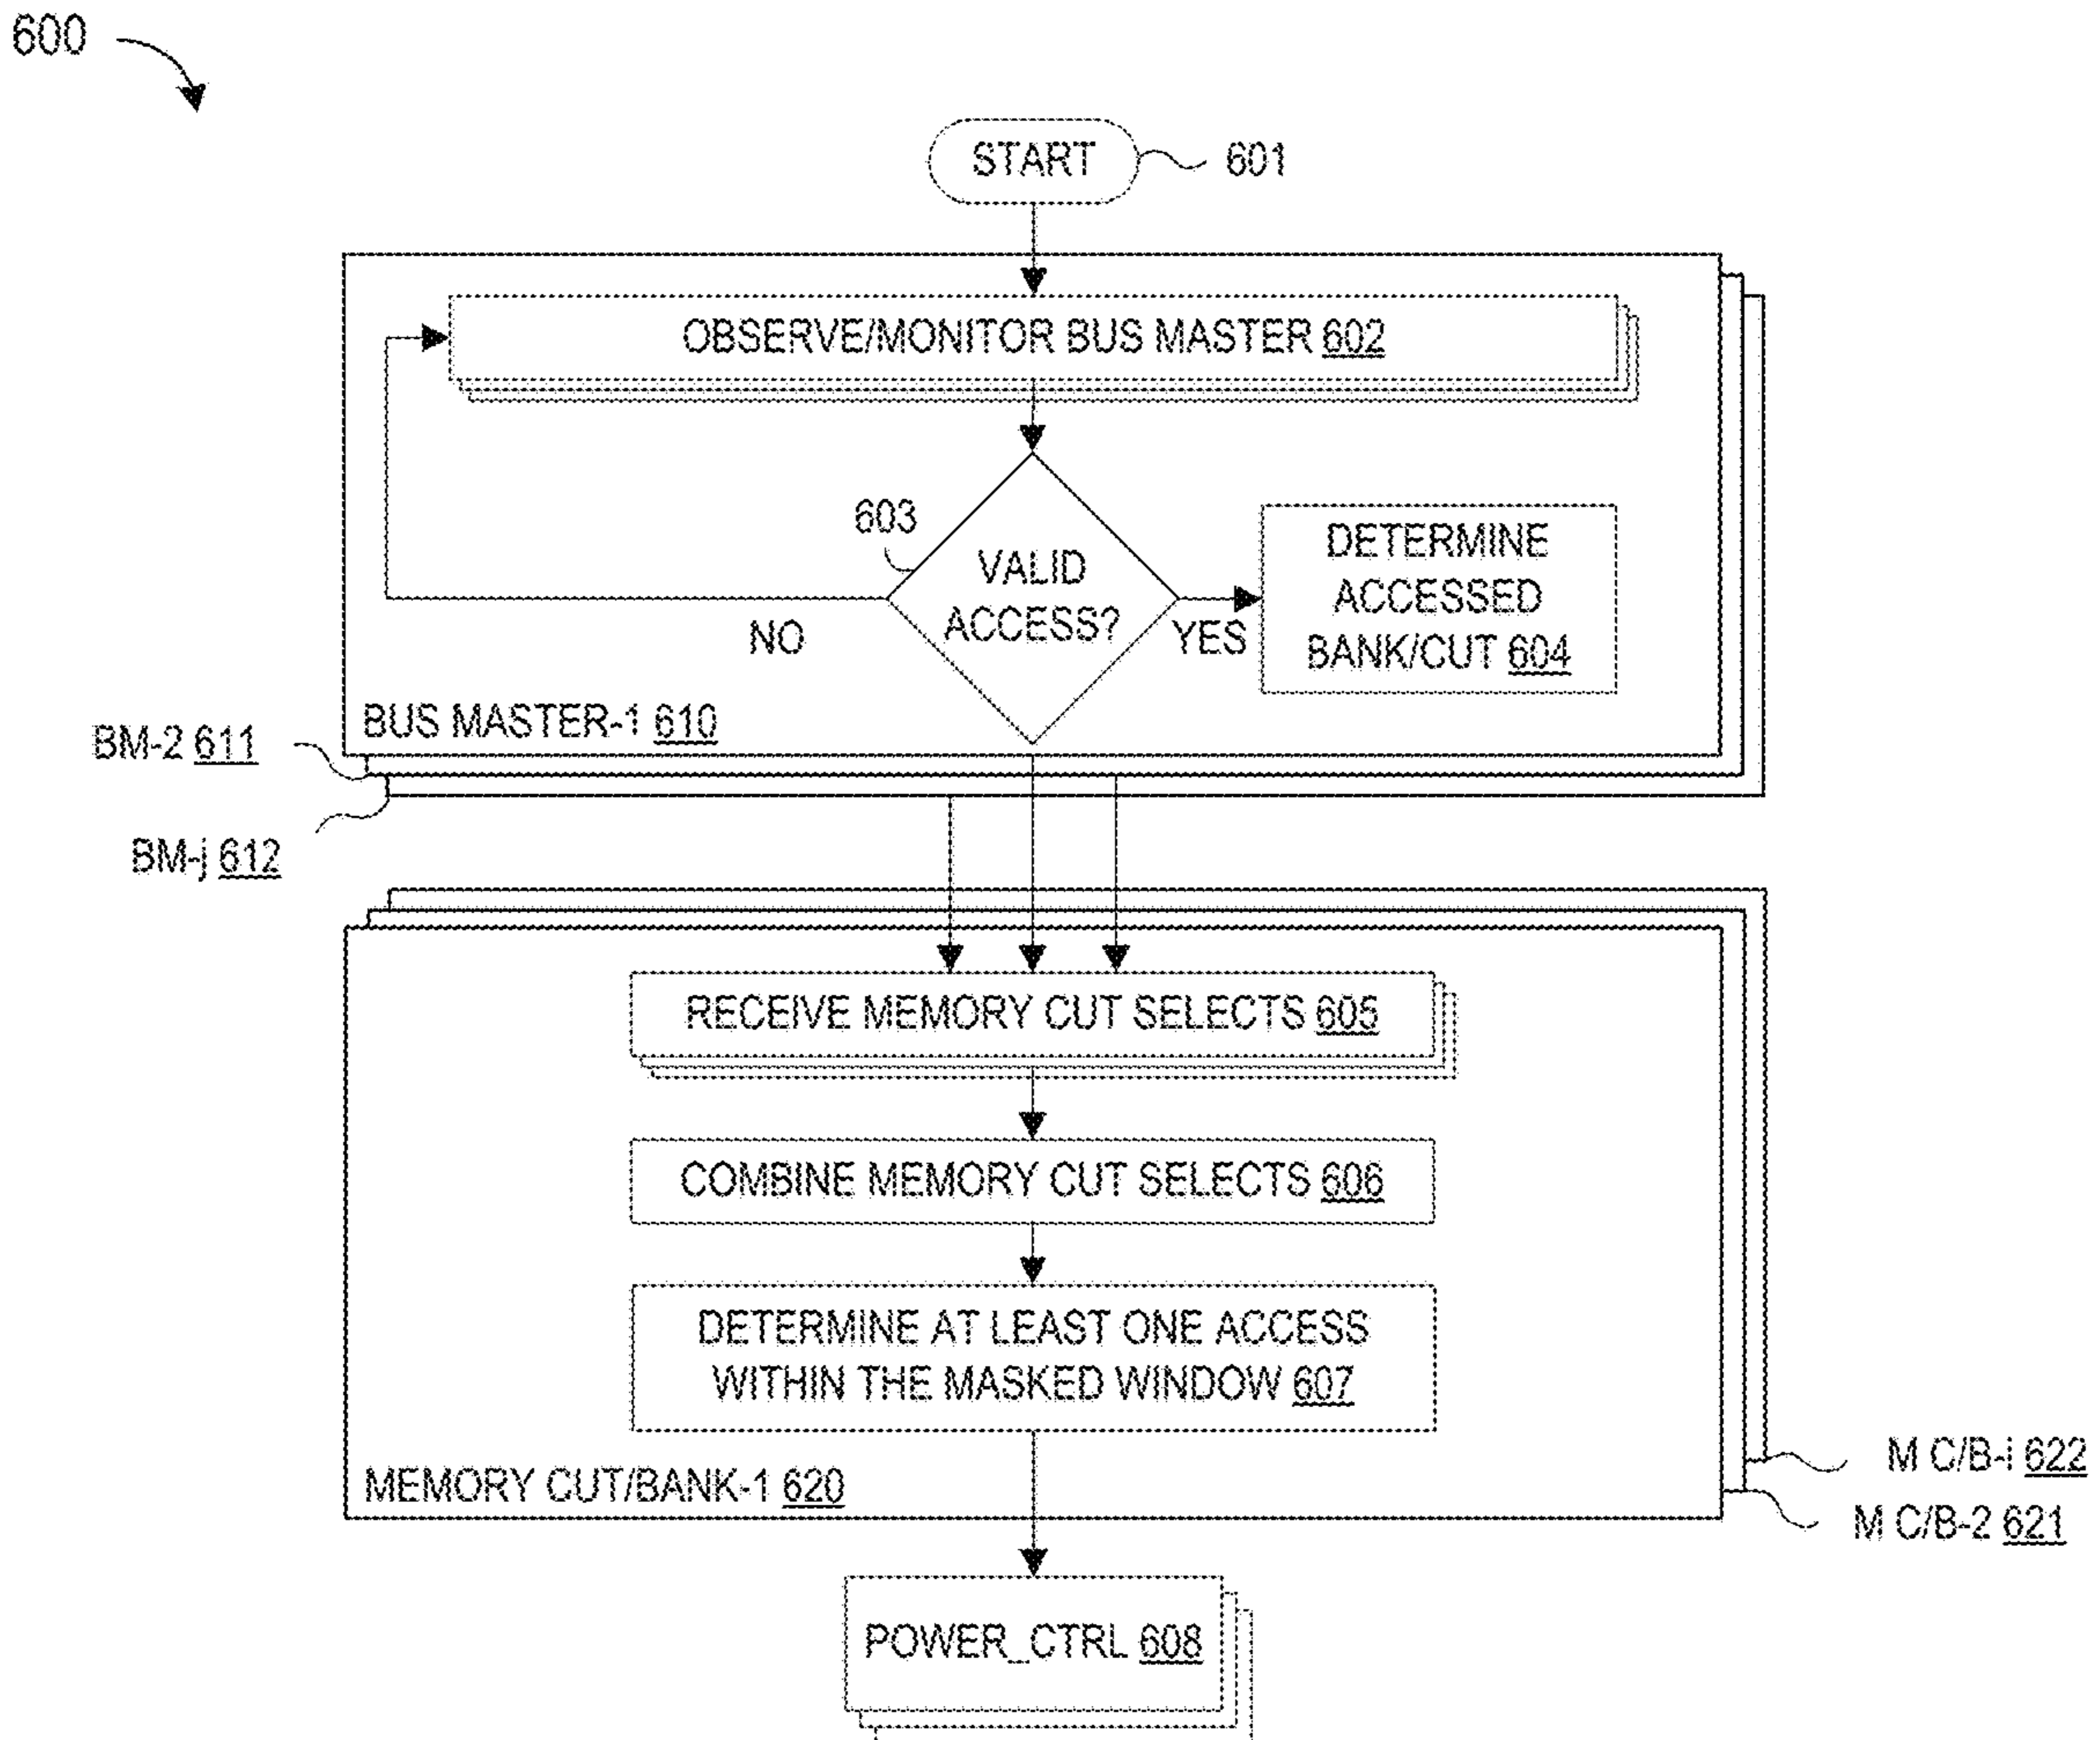 600
START
601
OBSERVE/MONITOR BUS MASTER 602
603
VALID
ACCESS?
NO
YES
DETERMINE
ACCESSED
BANK/CUT 604
BUS MASTER-1 610
BM-2 611
BM-j 612
RECEIVE MEMORY CUT SELECTS 605
COMBINE MEMORY CUT SELECTS 606
DETERMINE AT LEAST ONE ACCESS
WITHIN THE MASKED WINDOW 607
MEMORY CUT/BANK-1 620
M C/B-i 622
M C/B-2 621
POWER_CTRL 608